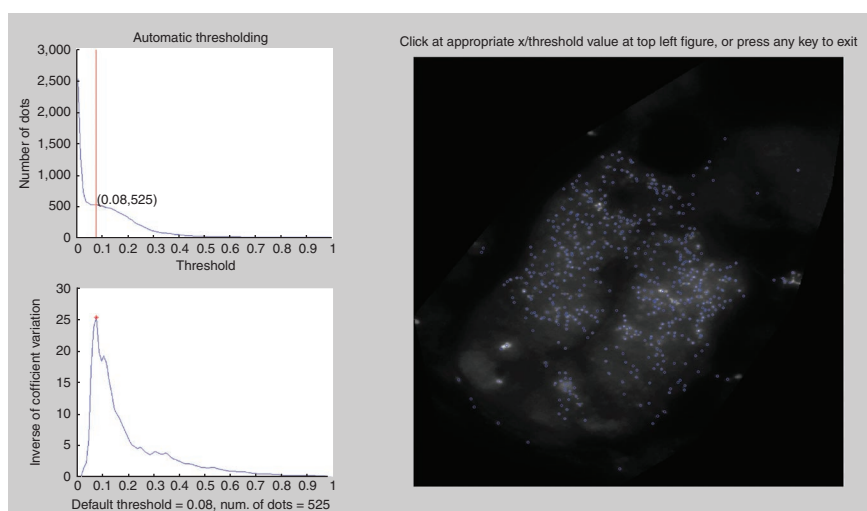 Automatic thresholding
3,000
2,500
2,000
1,500
1,000
500
0
Number of dots
(0.08,525)
0 0.1 0.2 0.3 0.4 0.5 0.6 0.7 0.8 0.9 1
Threshold
30
25
20
15
10
5
0
Inverse of cofficient variation
0 0.1 0.2 0.3 0.4 0.5 0.6 0.7 0.8 0.9 1
Default threshold = 0.08, num. of dots = 525
Click at appropriate x/threshold value at top left figure, or press any key to exit